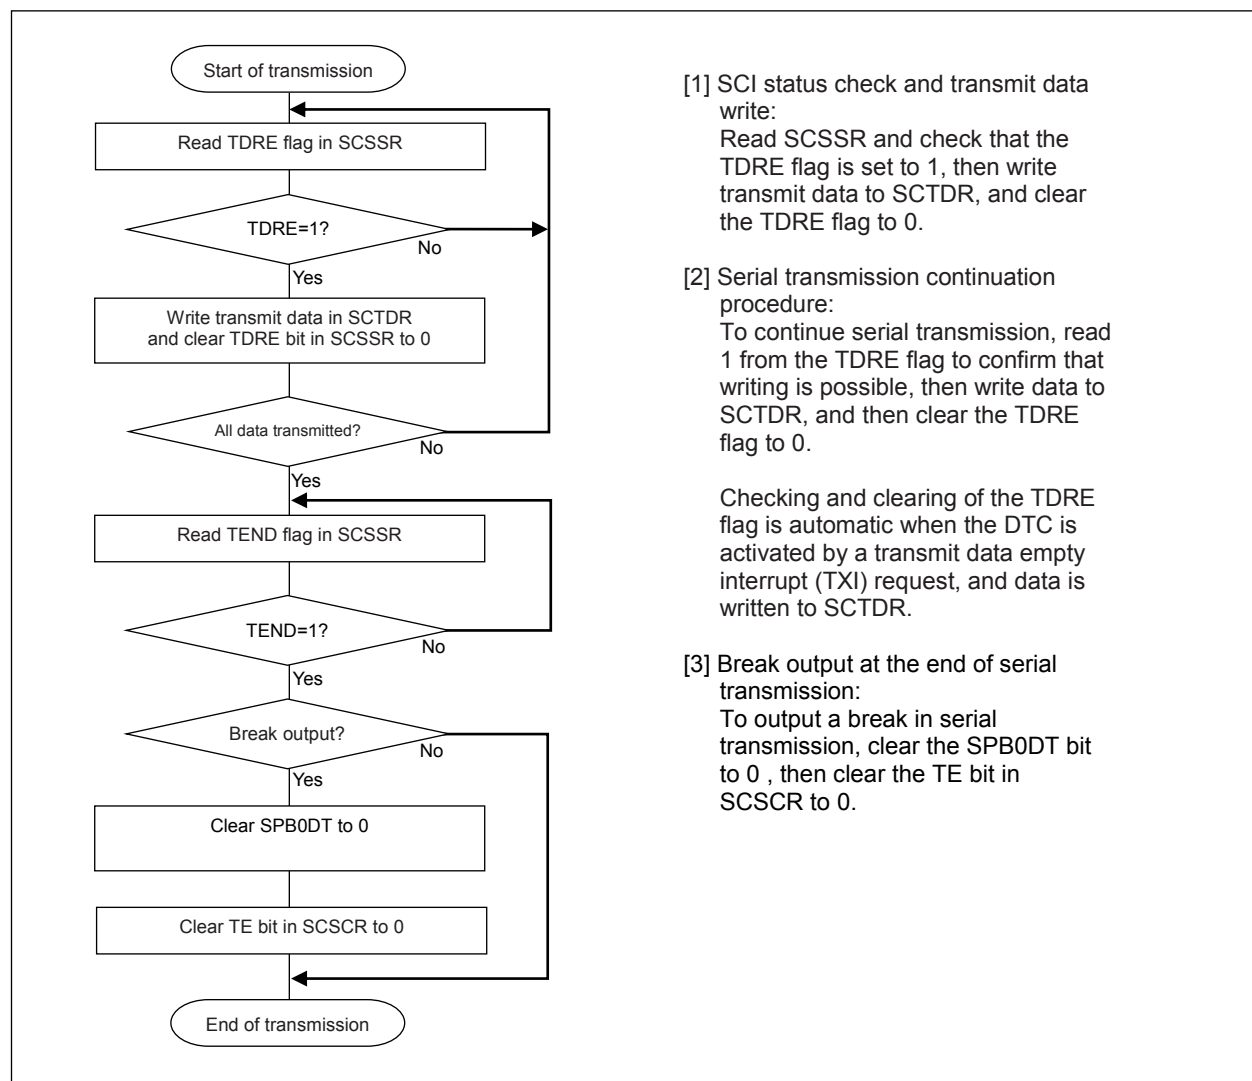 Start of transmission
Read TDRE flag in SCSSR
TDRE=1?
No
Yes
Write transmit data in SCTDR
and clear TDRE bit in SCSSR to 0
All data transmitted?
No
Yes
Read TEND flag in SCSSR
TEND=1?
No
Yes
Break output?
No
Yes
Clear SPB0DT to 0
Clear TE bit in SCSCR to 0
End of transmission
[1] SCI status check and transmit data
write:
Read SCSSR and check that the
TDRE flag is set to 1, then write
transmit data to SCTDR, and clear
the TDRE flag to 0.
[2] Serial transmission continuation
procedure:
To continue serial transmission, read
1 from the TDRE flag to confirm that
writing is possible, then write data to
SCTDR, and then clear the TDRE
flag to 0.
Checking and clearing of the TDRE
flag is automatic when the DTC is
activated by a transmit data empty
interrupt (TXI) request, and data is
written to SCTDR.
[3] Break output at the end of serial
transmission:
To output a break in serial
transmission, clear the SPB0DT bit
to 0 , then clear the TE bit in
SCSCR to 0.